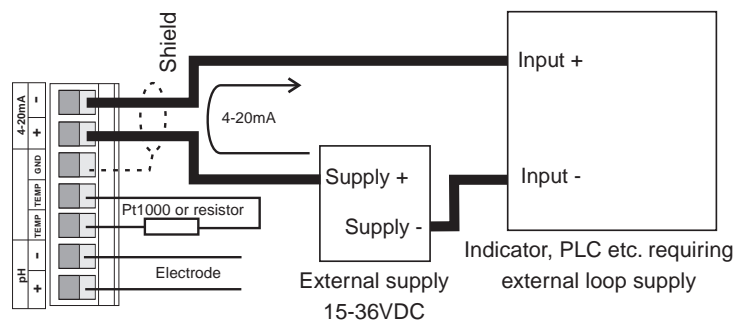 Shield
Input +
4-20mA
-
+
4-20mA
GND
TEMP
TEMP
Pt1000 or resistor
pH
-
+
Electrode
Supply +
Supply -
Input -
External supply
15-36VDC
Indicator, PLC etc. requiring
external loop supply